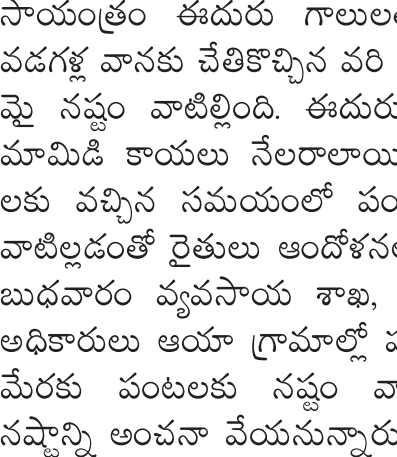 సాయంత్రం ఈదురు గాలుల
వడగళ్ల వానకు చేతికొచ్చిన వరి
మై నష్టం వాటిల్లింది. ఈదురు
మామిడి కాయలు నేలరాలాయి
లకు వచ్చిన సమయంలో పం
వాటిల్లడంతో రైతులు ఆందోళన
బుధవారం వ్యవసాయ శాఖ,
అధికారులు ఆయా గ్రామాల్లో
మేరకు పంటలకు నష్టం వా
నష్టాన్ని అంచనా వేయనున్నారు